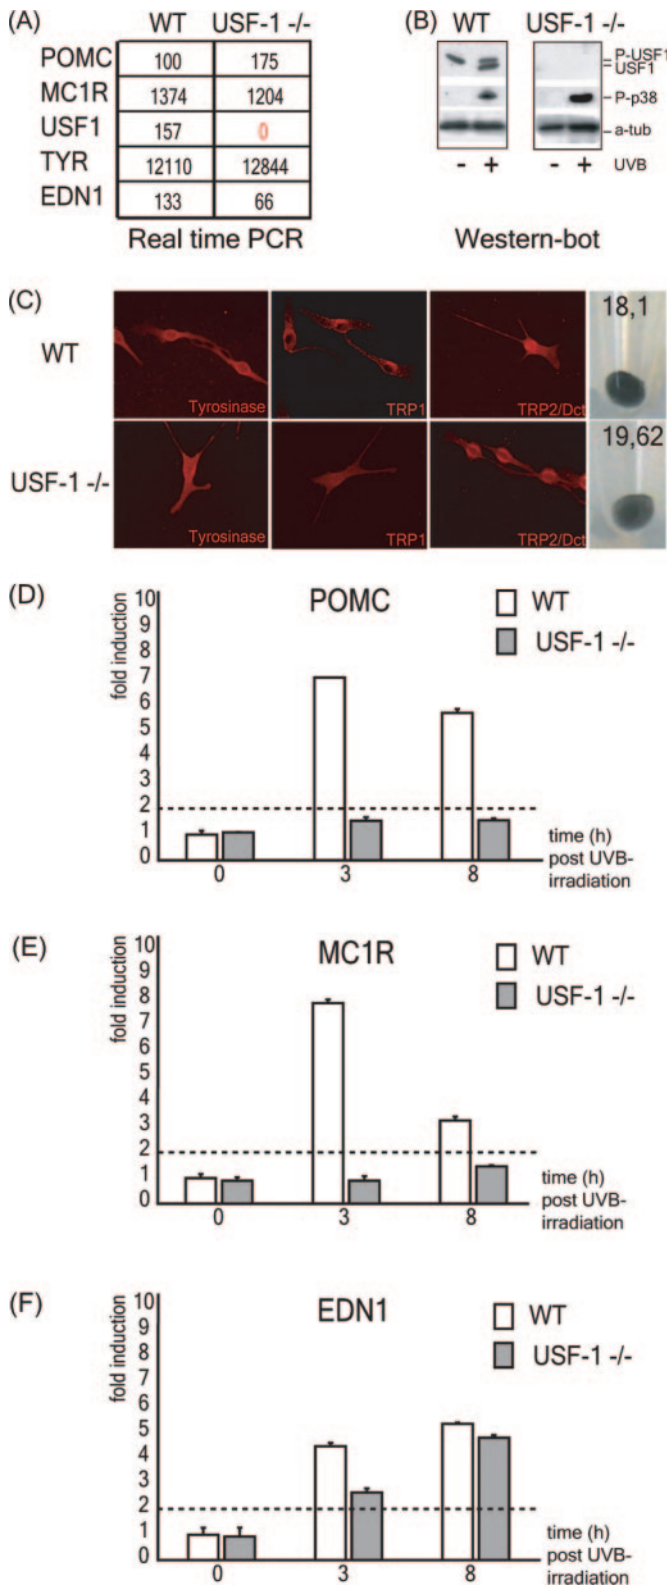 (A)
WT USF-1 -/-
POMC 100 175
MC1R 1374 1204
USF1 157 0
TYR 12110 12844
EDN1 133 66
Real time PCR
(B)
WT USF-1 -/-
P-USF1
USF1
P-p38
a-tub
- + - + UVB
Western-bot
(C)
WT
Tyrosinase TRP1 TRP2/Dct 18,1
USF-1 -/-
Tyrosinase TRP1 TRP2/Dct 19,62
(D)
POMC
WT
USF-1 -/-
fold induction
10
9
8
7
6
5
4
3
2
1
0
0 3 8
time (h)
post UVB-
irradiation
(E)
MC1R
WT
USF-1 -/-
fold induction
10
9
8
7
6
5
4
3
2
1
0
0 3 8
time (h)
post UVB-
irradiation
(F)
EDN1
WT
USF-1 -/-
fold induction
10
9
8
7
6
5
4
3
2
1
0
0 3 8
time (h)
post UVB-
irradiation